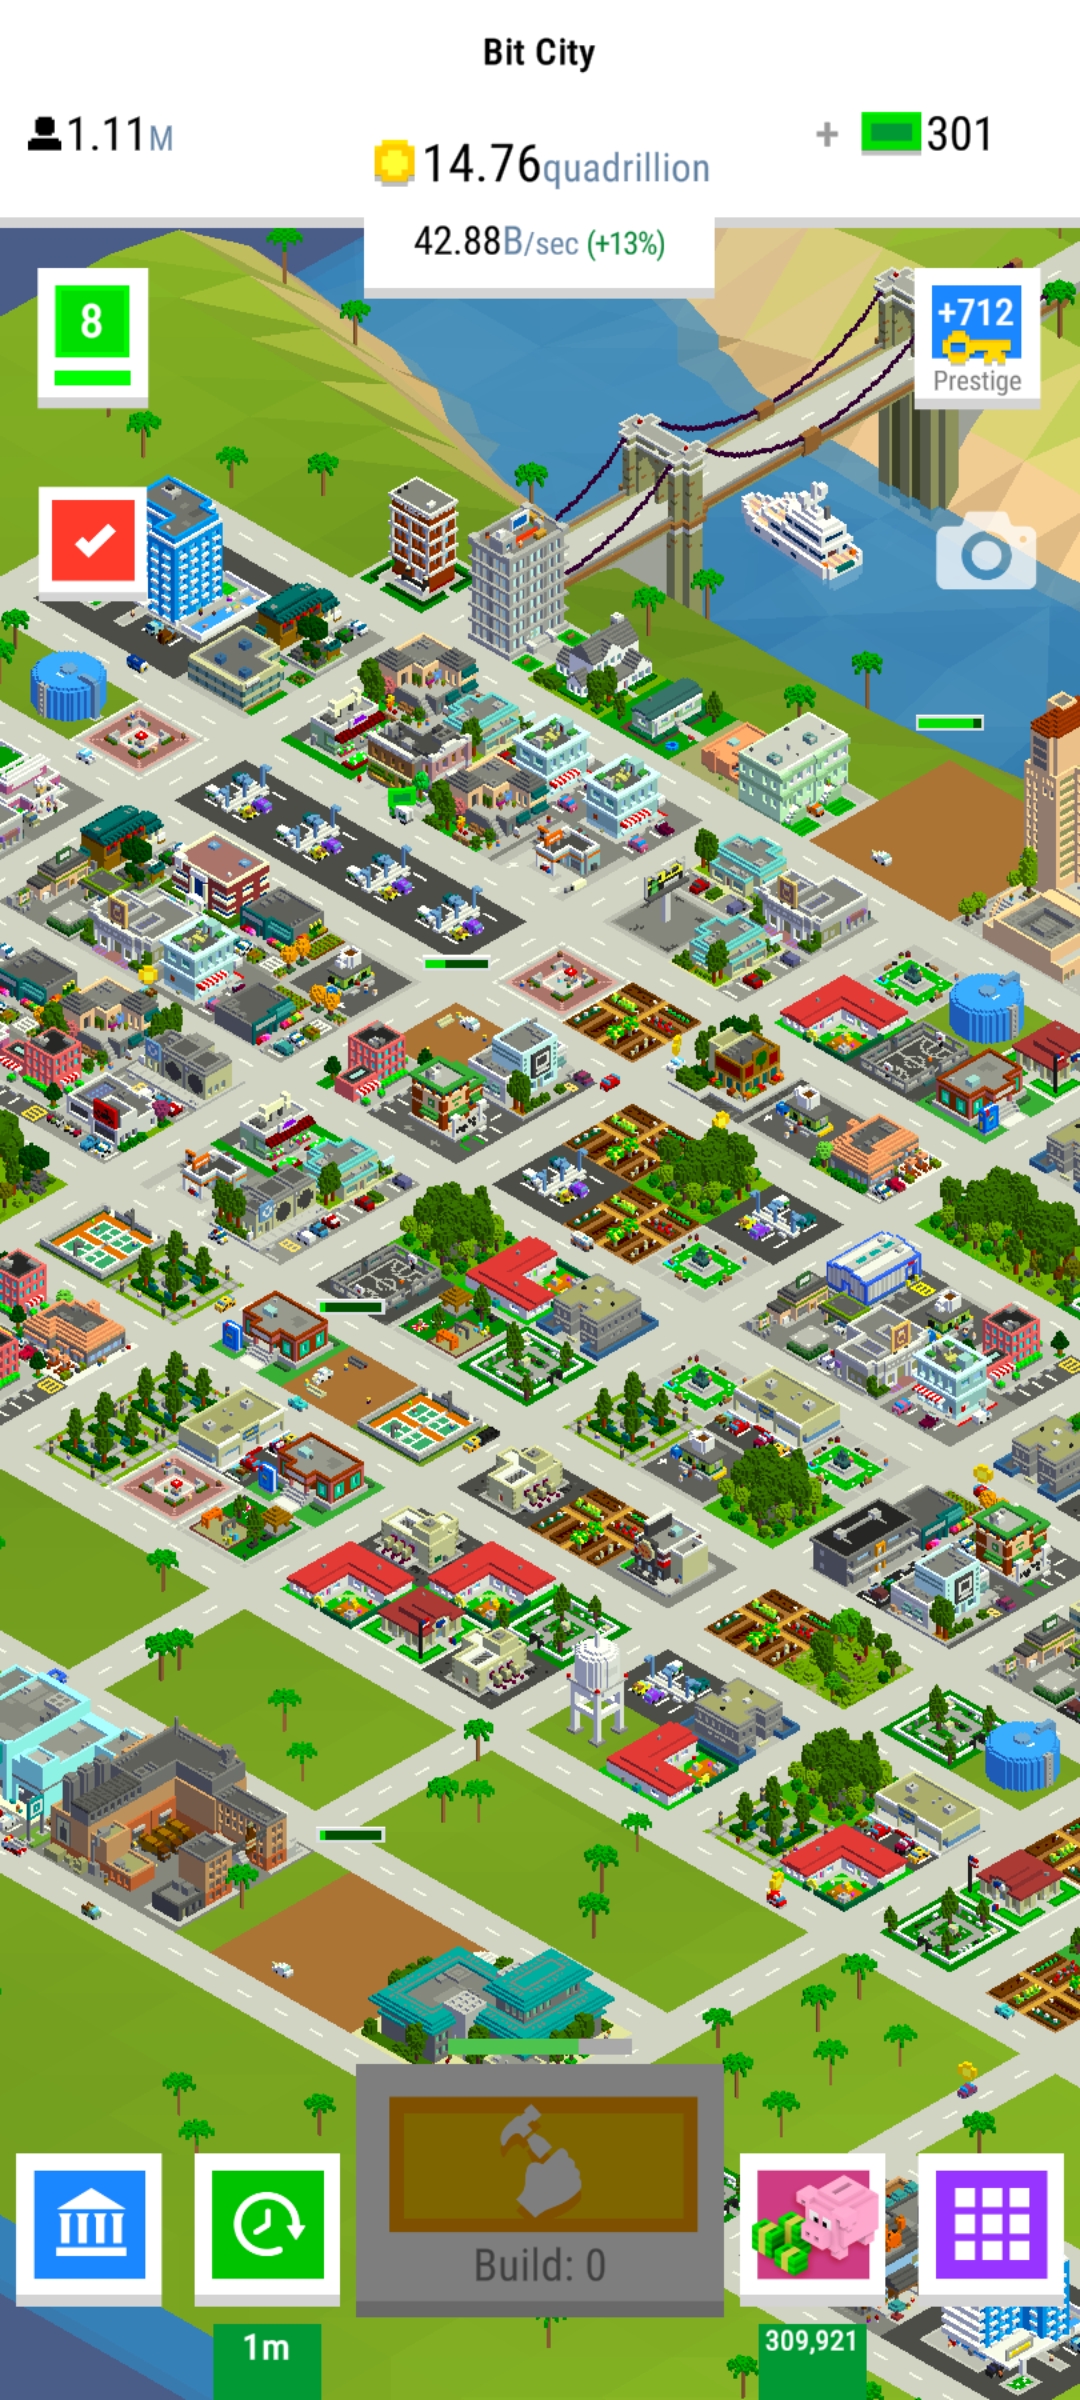 Bit City
1.11M
14.76quadrillion
+ 301
42.88B/sec (+13%)
8
+712
Prestige
Build: 0
1m
309,921